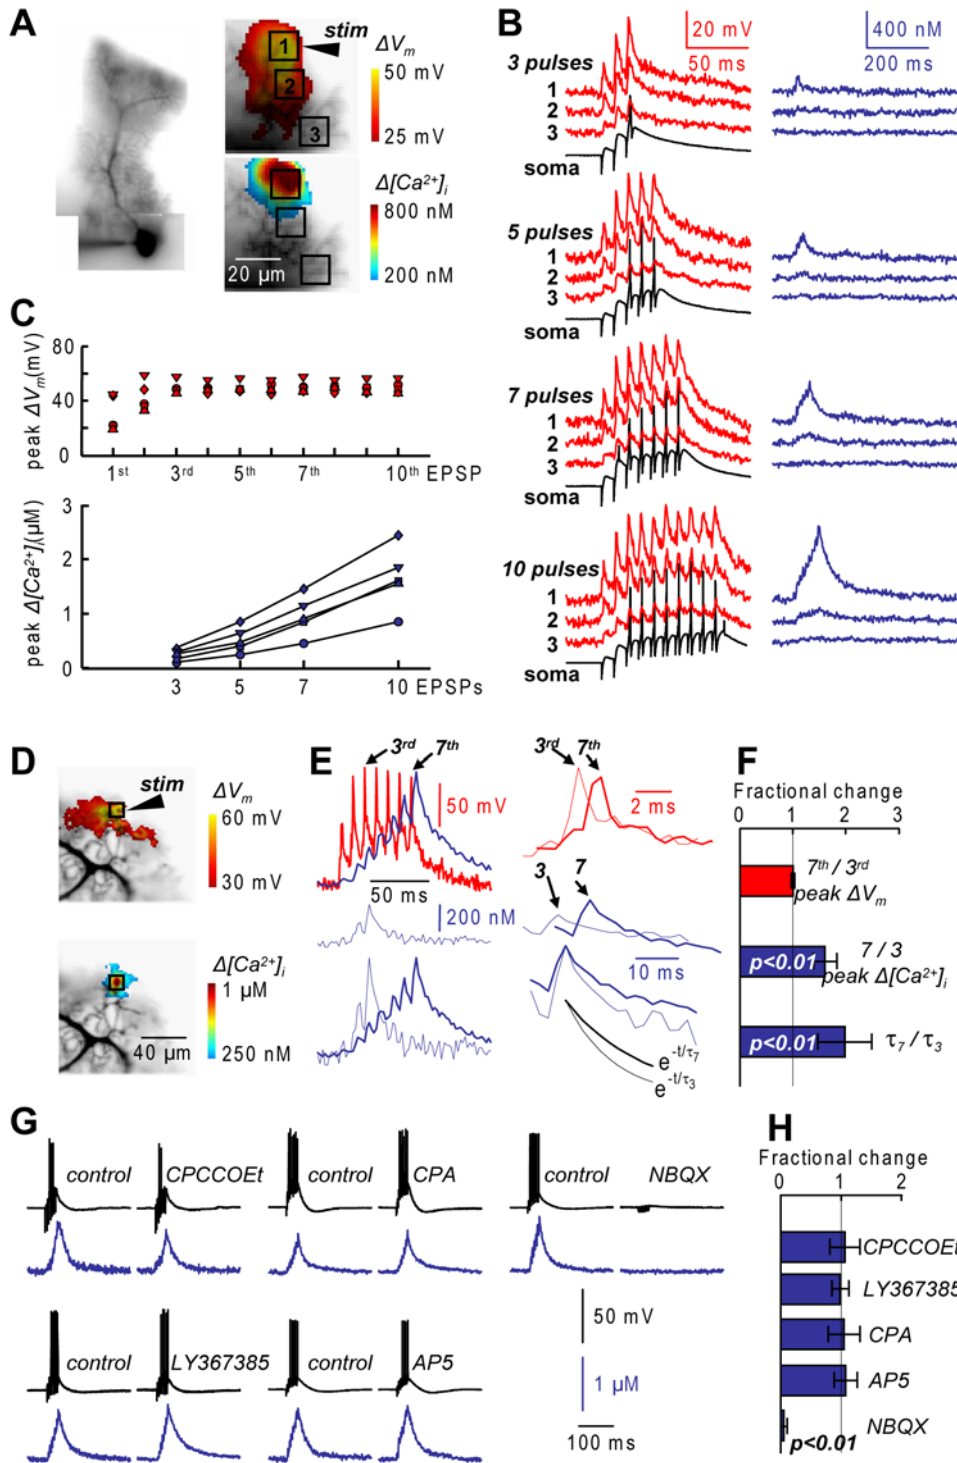 A
stim
1
2
3
ΔVm
50 mV
25 mV
Δ[Ca²⁺]i
800 nM
200 nM
20 µm
B
20 mV
50 ms
400 nM
200 ms
3 pulses
1
2
3
soma
5 pulses
1
2
3
soma
7 pulses
1
2
3
soma
10 pulses
1
2
3
soma
C
peak ΔVm(mV)
80
40
0
1st 3rd 5th 7th 10th EPSP
peak Δ[Ca²⁺]i(µM)
3
2
1
0
3 5 7 10 EPSPs
D
stim
ΔVm
60 mV
30 mV
Δ[Ca²⁺]i
1 µM
250 nM
40 µm
E
3rd 7th
50 mV
50 ms
200 nM
3rd 7th
2 ms
3 7
10 ms
e-t/τ7
e-t/τ3
F
Fractional change
0 1 2 3
7th / 3rd
peak ΔVm
p<0.01
7 / 3
peak Δ[Ca²⁺]i
p<0.01
τ7 / τ3
G
control CPCCOEt control CPA control NBQX
control LY367385 control AP5
50 mV
1 µM
100 ms
H
Fractional change
0 1 2
CPCCOEt
LY367385
CPA
AP5
NBQX
p<0.01